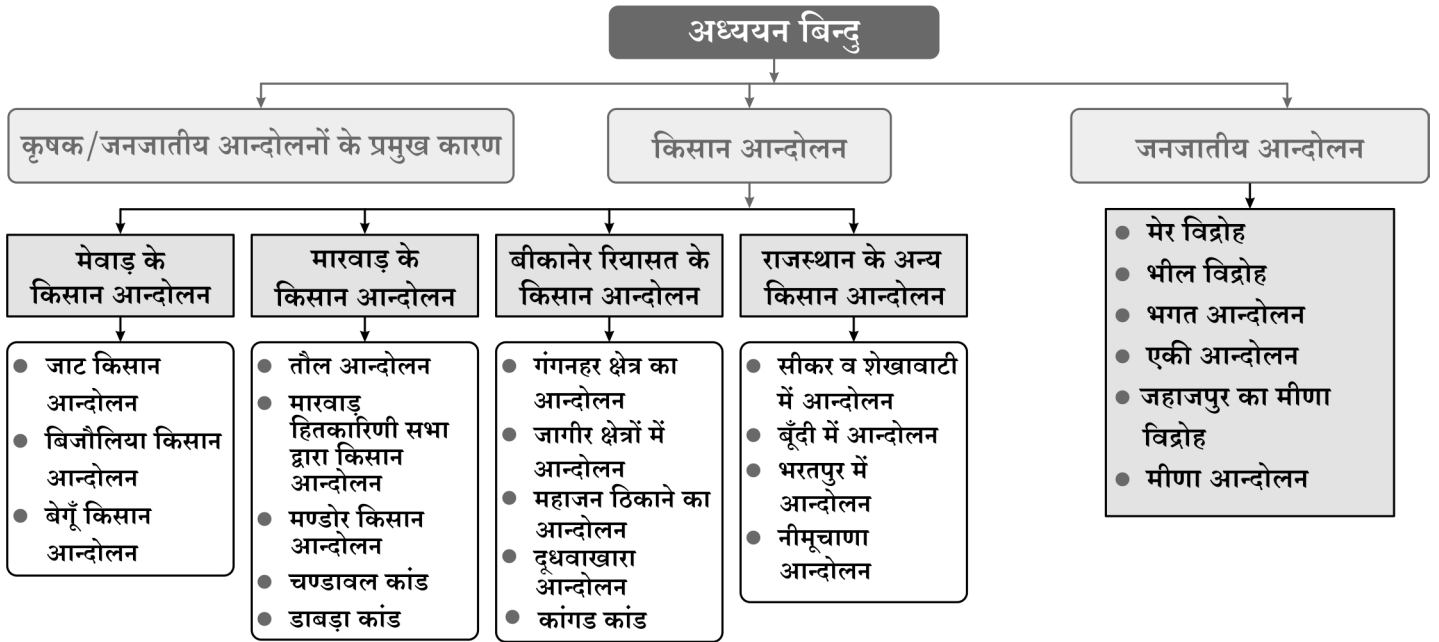 अध्ययन बिन्दु
कृषक/जनजातीय आन्दोलनों के प्रमुख कारण
किसान आन्दोलन
जनजातीय आन्दोलन
मेवाड़ के
किसान आन्दोलन
जाट किसान
आन्दोलन
बिजौलिया किसान
आन्दोलन
बेगूँ किसान
आन्दोलन
मारवाड़ के
किसान आन्दोलन
तौल आन्दोलन
मारवाड़
हितकारिणी सभा
द्वारा किसान
आन्दोलन
मण्डोर किसान
आन्दोलन
चण्डावल कांड
डाबड़ा कांड
बीकानेर रियासत के
किसान आन्दोलन
गंगनहर क्षेत्र का
आन्दोलन
जागीर क्षेत्रों में
आन्दोलन
महाजन ठिकाने का
आन्दोलन
दूधवाखारा
आन्दोलन
कांगड कांड
राजस्थान के अन्य
किसान आन्दोलन
सीकर व शेखावाटी
में आन्दोलन
बूँदी में आन्दोलन
भरतपुर में
आन्दोलन
नीमूचाणा
आन्दोलन
मेर विद्रोह
भील विद्रोह
भगत आन्दोलन
एकी आन्दोलन
जहाजपुर का मीणा
विद्रोह
मीणा आन्दोलन